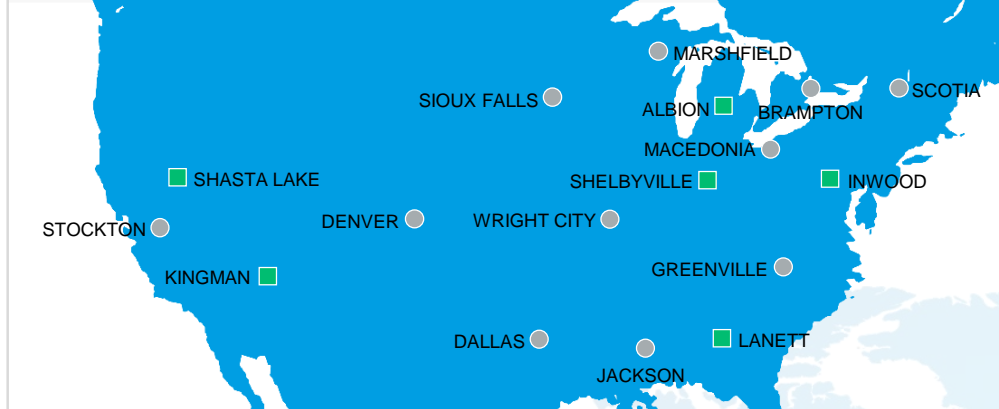 MARSHFIELD
SCOTIA
SIOUX FALLS
ALBION
BRAMPTON
MACEDONIA
SHASTA LAKE
SHELBYVILLE
INWOOD
STOCKTON
DENVER
WRIGHT CITY
GREENVILLE
KINGMAN
DALLAS
LANETT
JACKSON